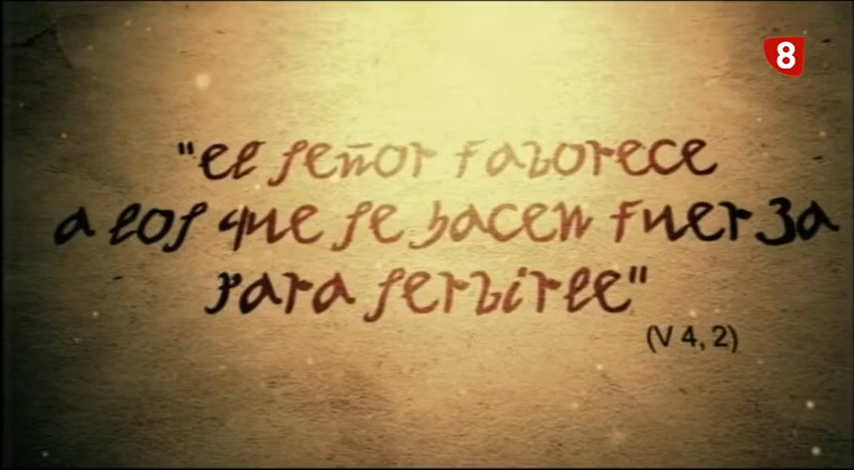 8
"el señor favorece
a los que se hacen fuerza
para servirle"
(V 4, 2)